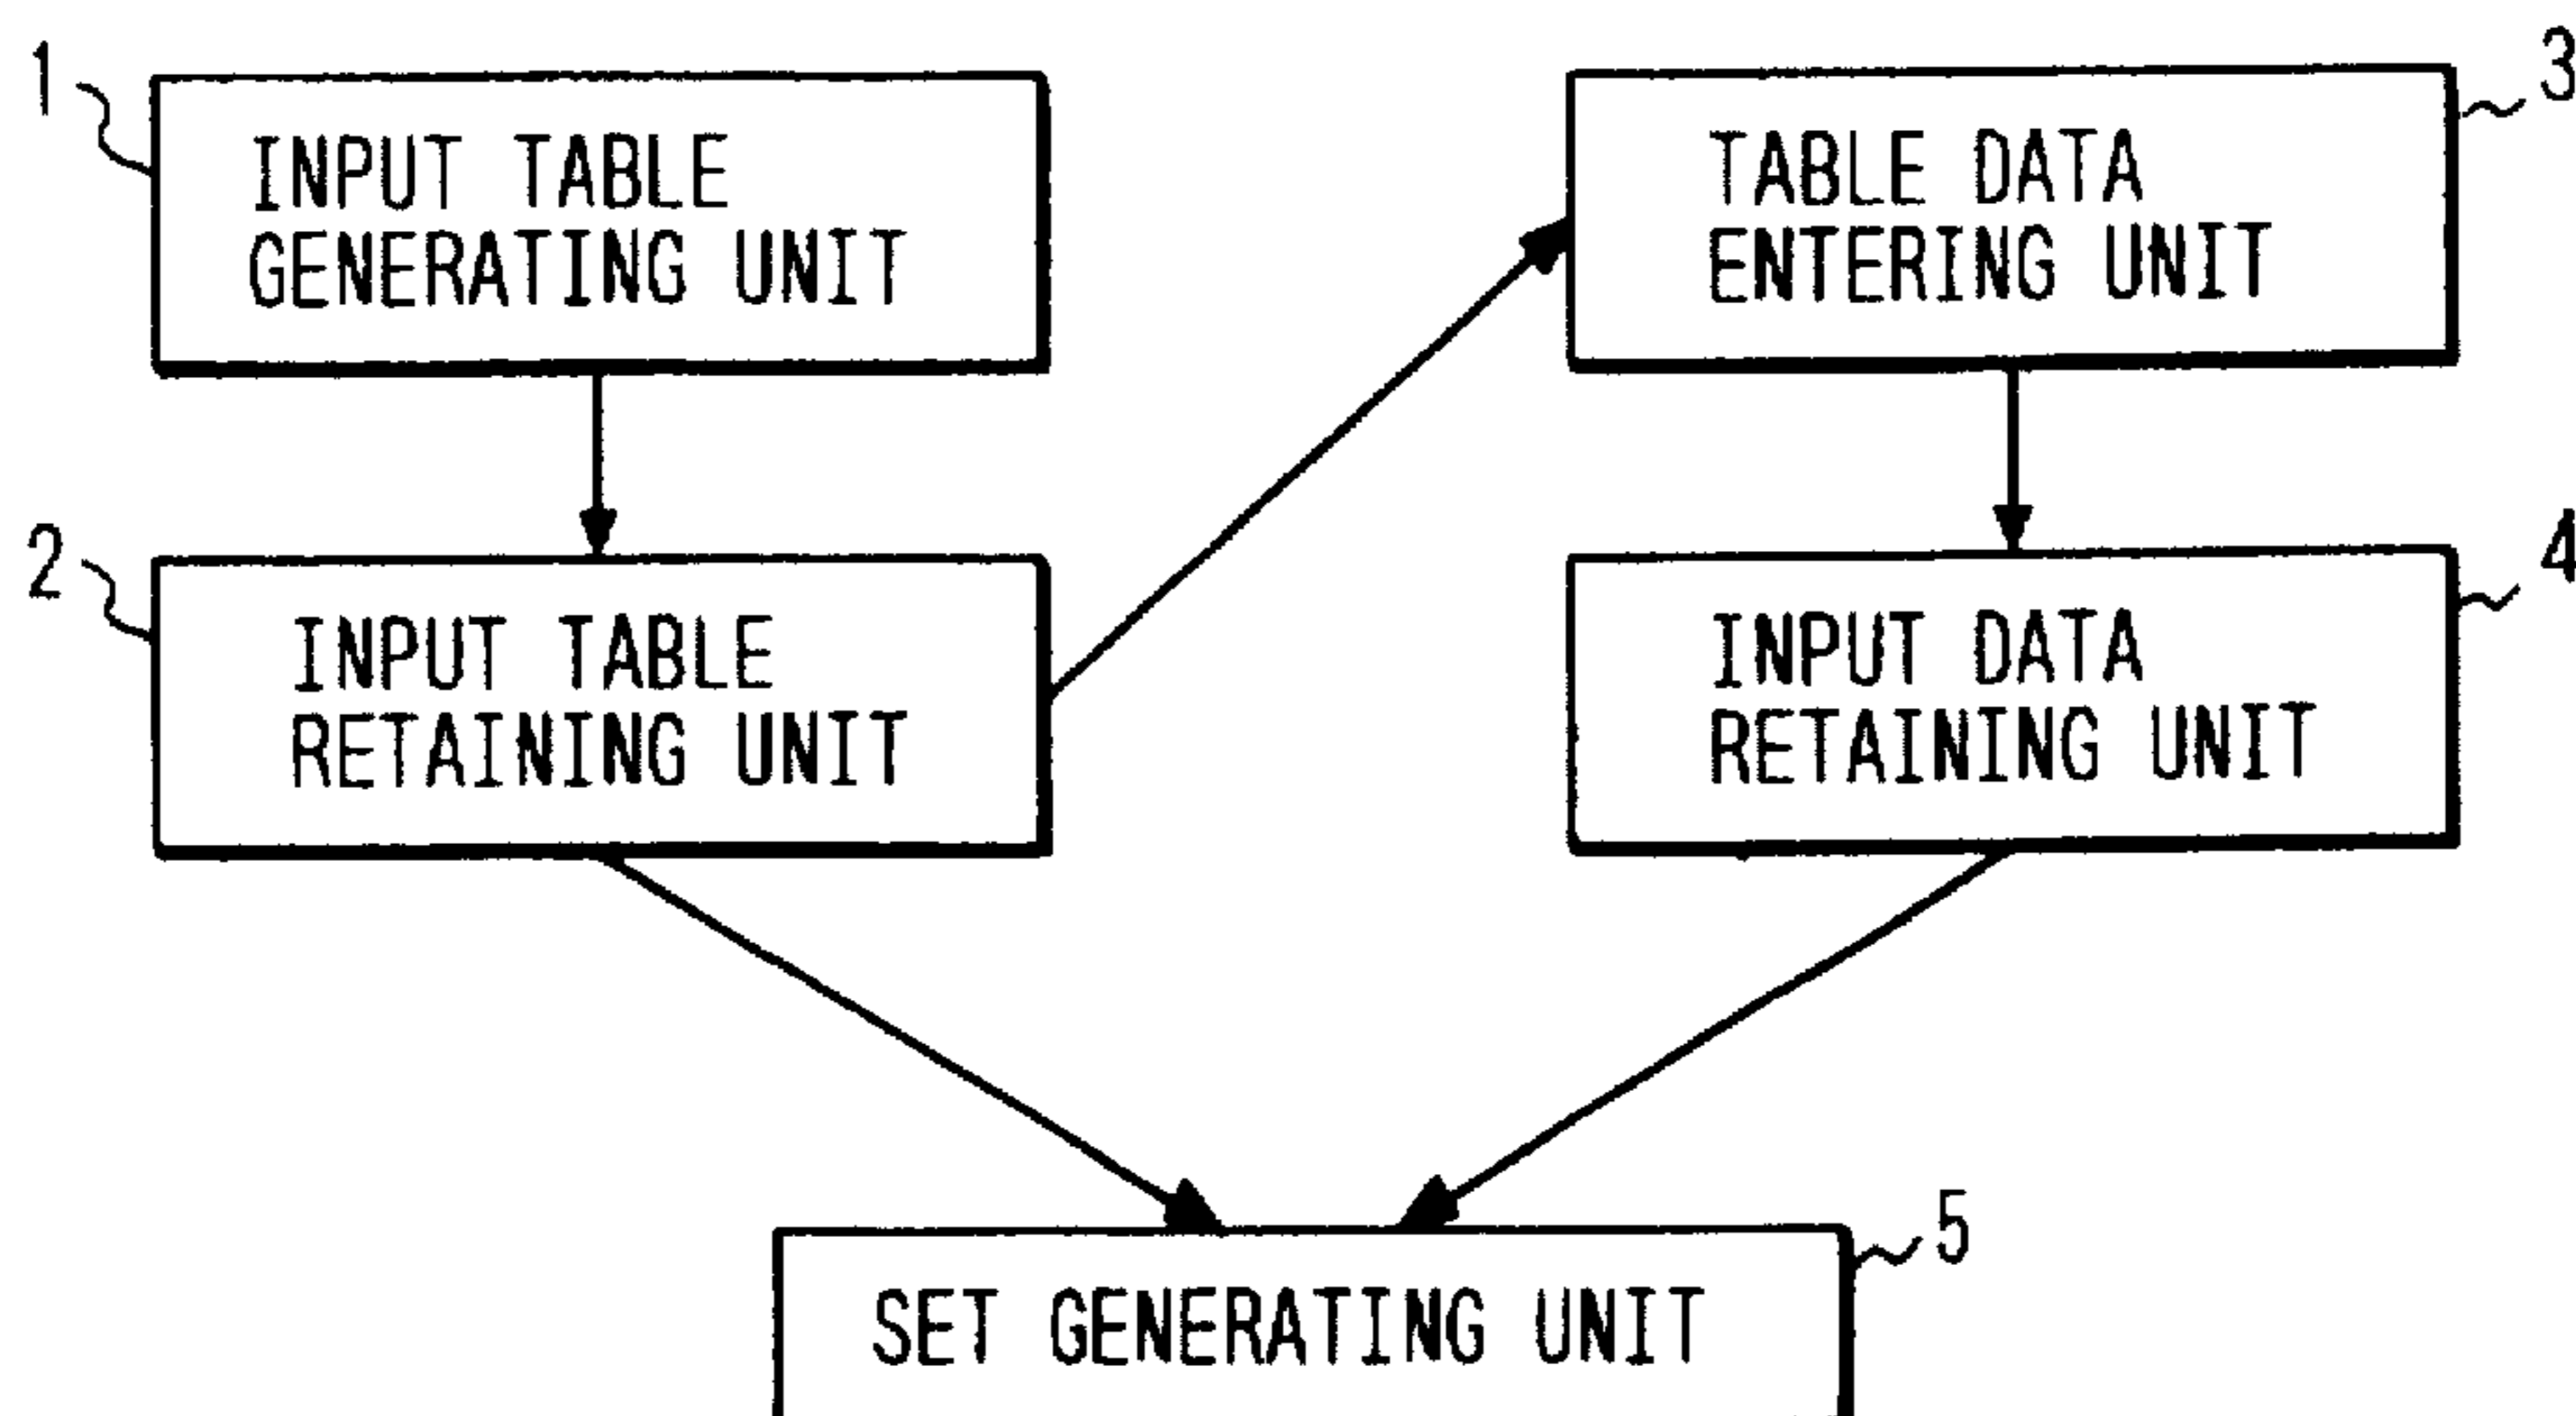 1
INPUT TABLE
GENERATING UNIT
3
TABLE DATA
ENTERING UNIT
2
INPUT TABLE
RETAINING UNIT
4
INPUT DATA
RETAINING UNIT
5
SET GENERATING UNIT